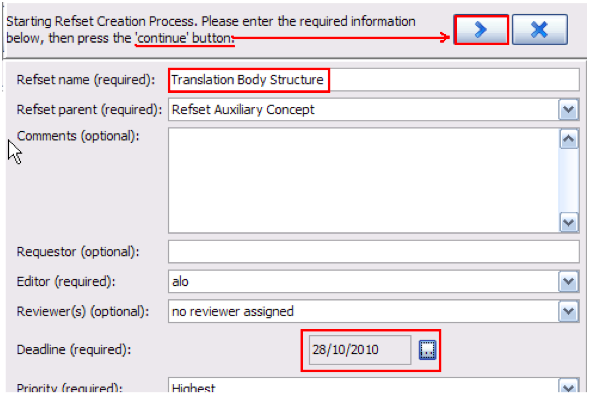 Starting Refset Creation Process. Please enter the required information
below, then press the 'continue' button.
Refset name (required): Translation Body Structure
Refset parent (required): Refset Auxiliary Concept
Comments (optional):
Requestor (optional):
Editor (required): alo
Reviewer(s) (optional): no reviewer assigned
Deadline (required): 28/10/2010
Priority (required): Highest